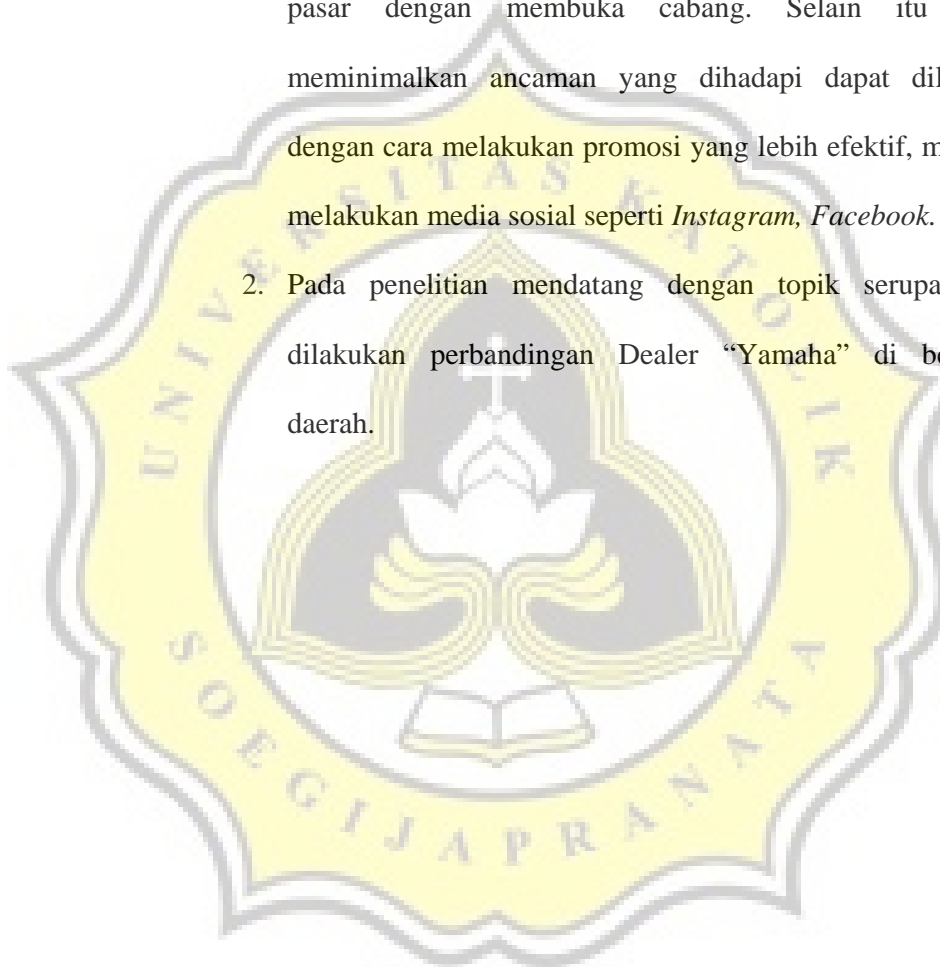 pasar dengan membuka cabang. Selain itu
meminimalkan ancaman yang dihadapi dapat
dengan cara melakukan promosi yang lebih efektif,
melakukan media sosial seperti Instagram, Facebook.
2. Pada penelitian mendatang dengan topik serupa
dilakukan perbandingan Dealer “Yamaha” di
daerah.
UNIVERSITAS KATOLIK
SOEGIJAPRANATA